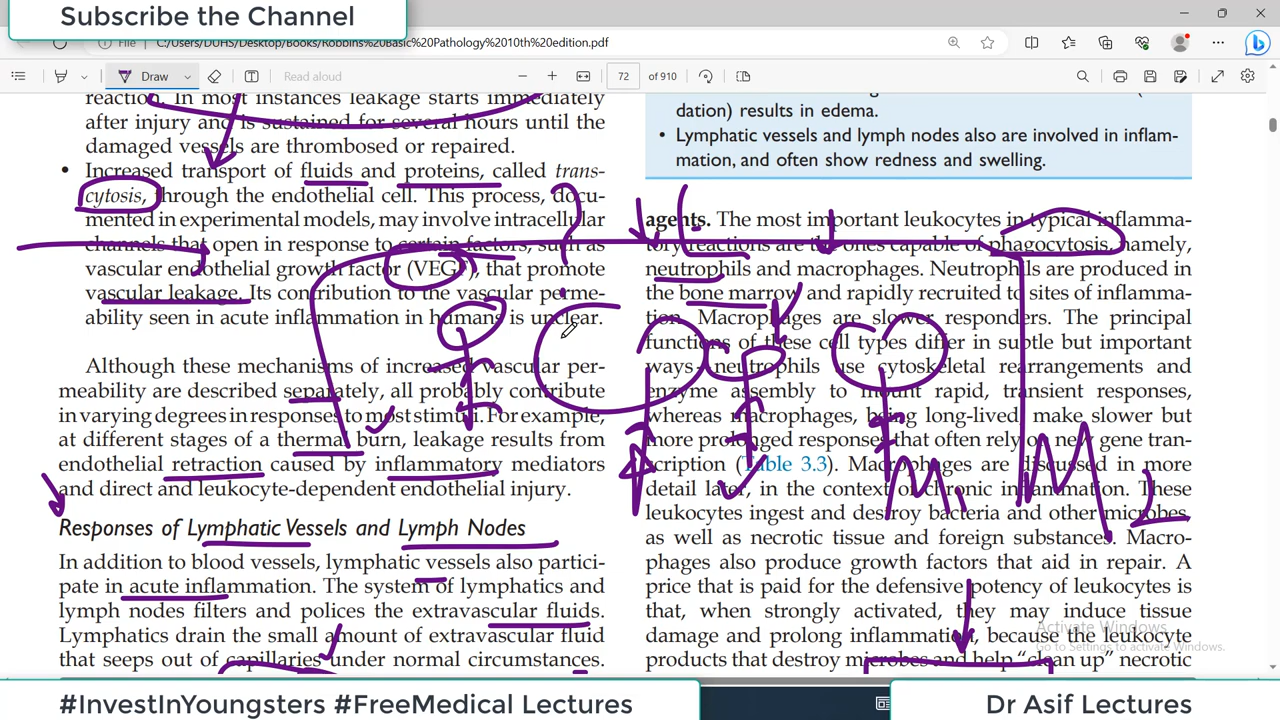 Subscribe the Channel
File C:/Users/DUHS/Desktop/Books/Robbins%20Basic%20Pathology%2010th%20edition.pdf
Draw Read aloud 72 of 910
reaction. In most instances leakage starts immediately
after injury and is sustained for several hours until the
damaged vessels are thrombosed or repaired.
• Increased transport of fluids and proteins, called trans-
cytosis, through the endothelial cell. This process, docu-
mented in experimental models, may involve intracellular
channels that open in response to certain factors, such as
vascular endothelial growth factor (VEGF), that promote
vascular leakage. Its contribution to the vascular perme-
ability seen in acute inflammation in humans is unclear.
Although these mechanisms of increased vascular per-
meability are described separately, all probably contribute
in varying degrees in responses to most stimuli. For example,
at different stages of a thermal burn, leakage results from
endothelial retraction caused by inflammatory mediators
and direct and leukocyte-dependent endothelial injury.
Responses of Lymphatic Vessels and Lymph Nodes
In addition to blood vessels, lymphatic vessels also partici-
pate in acute inflammation. The system of lymphatics and
lymph nodes filters and polices the extravascular fluids.
Lymphatics drain the small amount of extravascular fluid
that seeps out of capillaries under normal circumstances.
dation) results in edema.
• Lymphatic vessels and lymph nodes also are involved in inflam-
mation, and often show redness and swelling.
agents. The most important leukocytes in typical inflamma-
tory reactions are the ones capable of phagocytosis, namely,
neutrophils and macrophages. Neutrophils are produced in
the bone marrow and rapidly recruited to sites of inflamma-
tion. Macrophages are slower responders. The principal
functions of these cell types differ in subtle but important
ways—neutrophils use cytoskeletal rearrangements and
enzyme assembly to mount rapid, transient responses,
whereas macrophages, being long-lived, make slower but
more prolonged responses that often rely on new gene tran-
scription (Table 3.3). Macrophages are discussed in more
detail later, in the context of chronic inflammation. These
leukocytes ingest and destroy bacteria and other microbes,
as well as necrotic tissue and foreign substances. Macro-
phages also produce growth factors that aid in repair. A
price that is paid for the defensive potency of leukocytes is
that, when strongly activated, they may induce tissue
damage and prolong inflammation, because the leukocyte
products that destroy microbes and help "clean up" necrotic
M1
M2
Activate Windows
Go to Settings to activate Windows.
#InvestInYoungsters #FreeMedical Lectures
Dr Asif Lectures